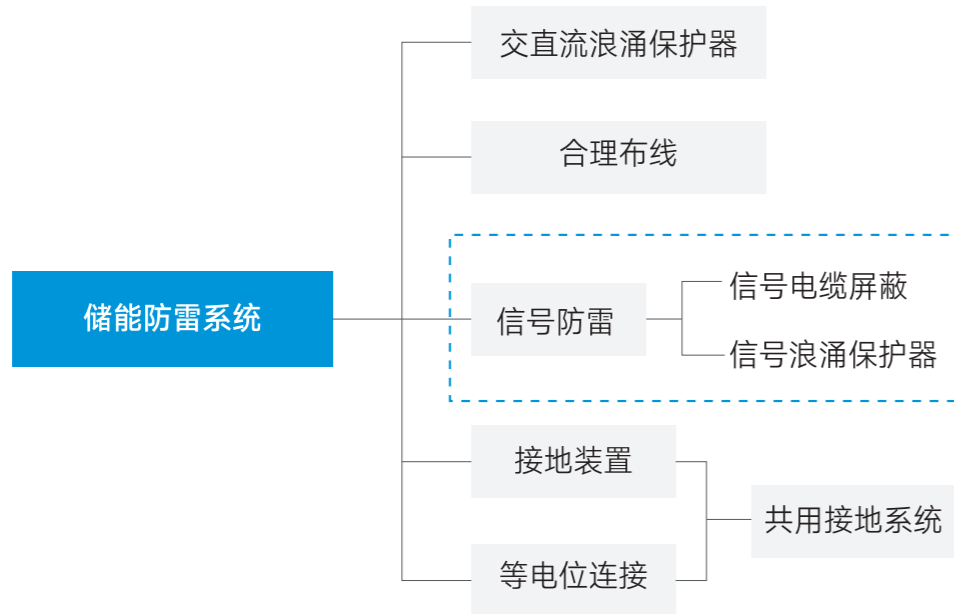 交直流浪涌保护器
合理布线
储能防雷系统
信号防雷
信号电缆屏蔽
信号浪涌保护器
接地装置
等电位连接
共用接地系统